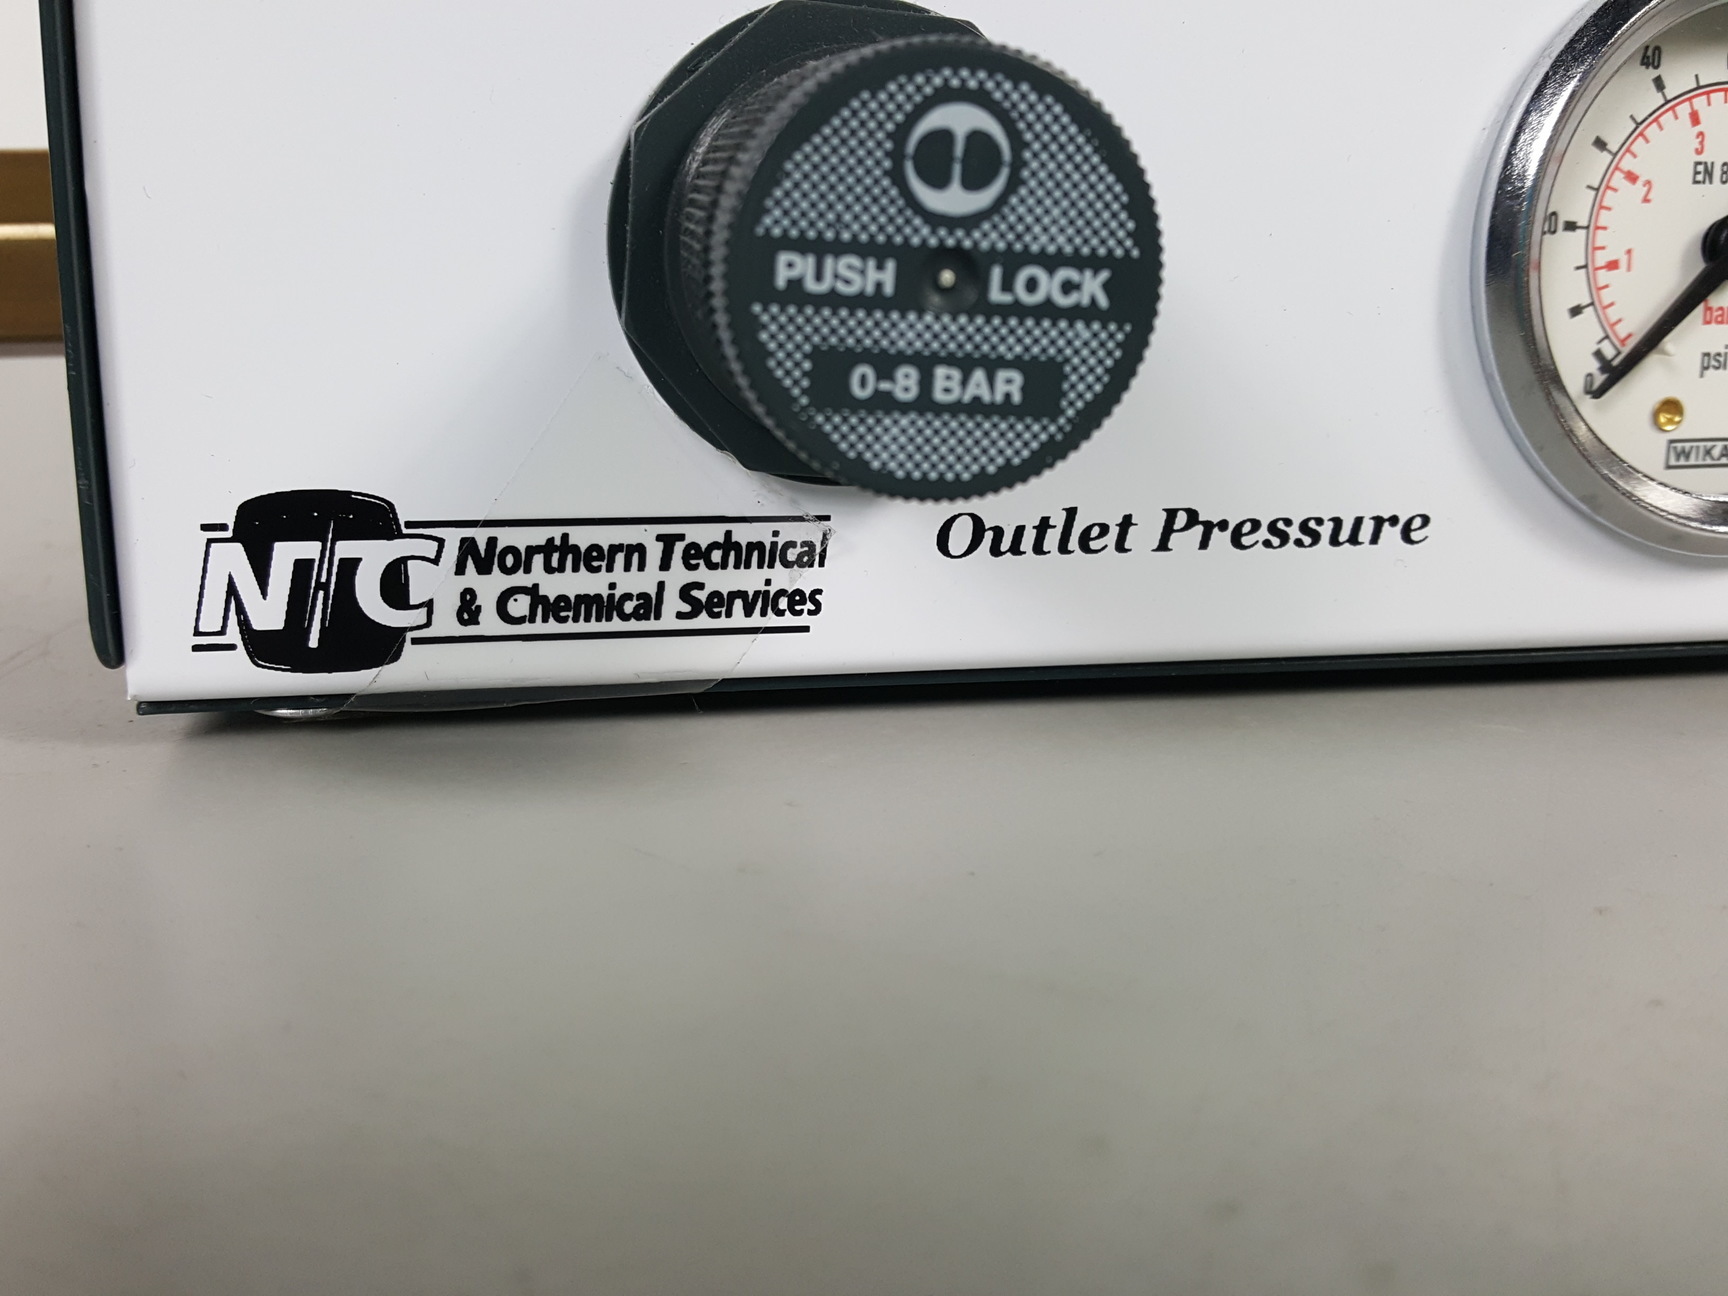 PUSH LOCK
0-8 BAR
NTC
Northern Technical
& Chemical Services
Outlet Pressure
40
3
EN 8
2
1
psi
0
WIKA